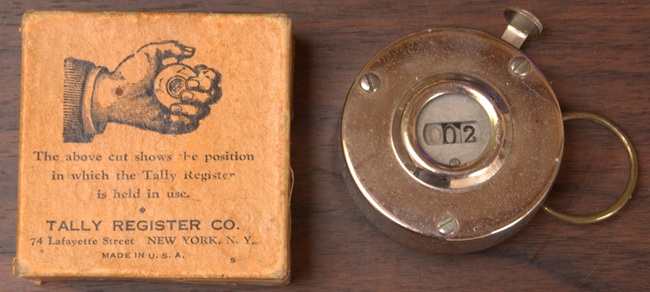 The above cut shows the position
in which the Tally Register
is held in use.
TALLY REGISTER CO.
74 Lafayette Street NEW YORK, N. Y.
MADE IN U. S. A.
S
02